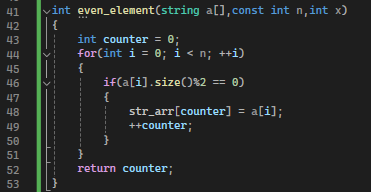 41 int even_element(string a[],const int n,int x)
42 {
43 int counter = 0;
44 for(int i = 0; i < n; ++i)
45 {
46 if(a[i].size()%2 == 0)
47 {
48 str_arr[counter] = a[i];
49 ++counter;
50 }
51 }
52 return counter;
53 }